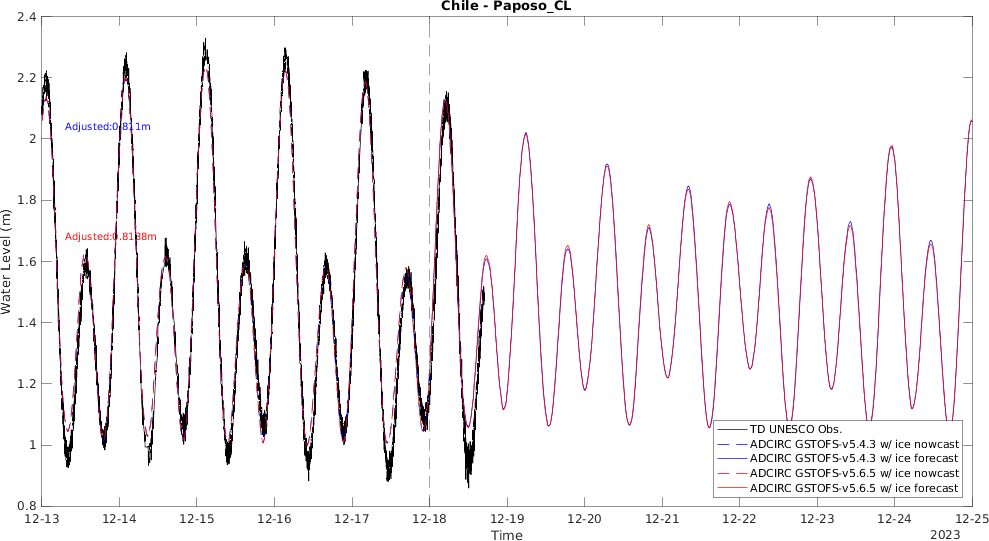 Chile - Paposo_CL
2.4
2.2
2
1.8
1.6
1.4
1.2
1
0.8
Water Level (m)
Adjusted:0.811m
Adjusted:0.8138m
TD UNESCO Obs.
ADCIRC GSTOFS-v5.4.3 w/ ice nowcast
ADCIRC GSTOFS-v5.4.3 w/ ice forecast
ADCIRC GSTOFS-v5.6.5 w/ ice nowcast
ADCIRC GSTOFS-v5.6.5 w/ ice forecast
12-13 12-14 12-15 12-16 12-17 12-18 12-19 12-20 12-21 12-22 12-23 12-24 12-25
Time
2023